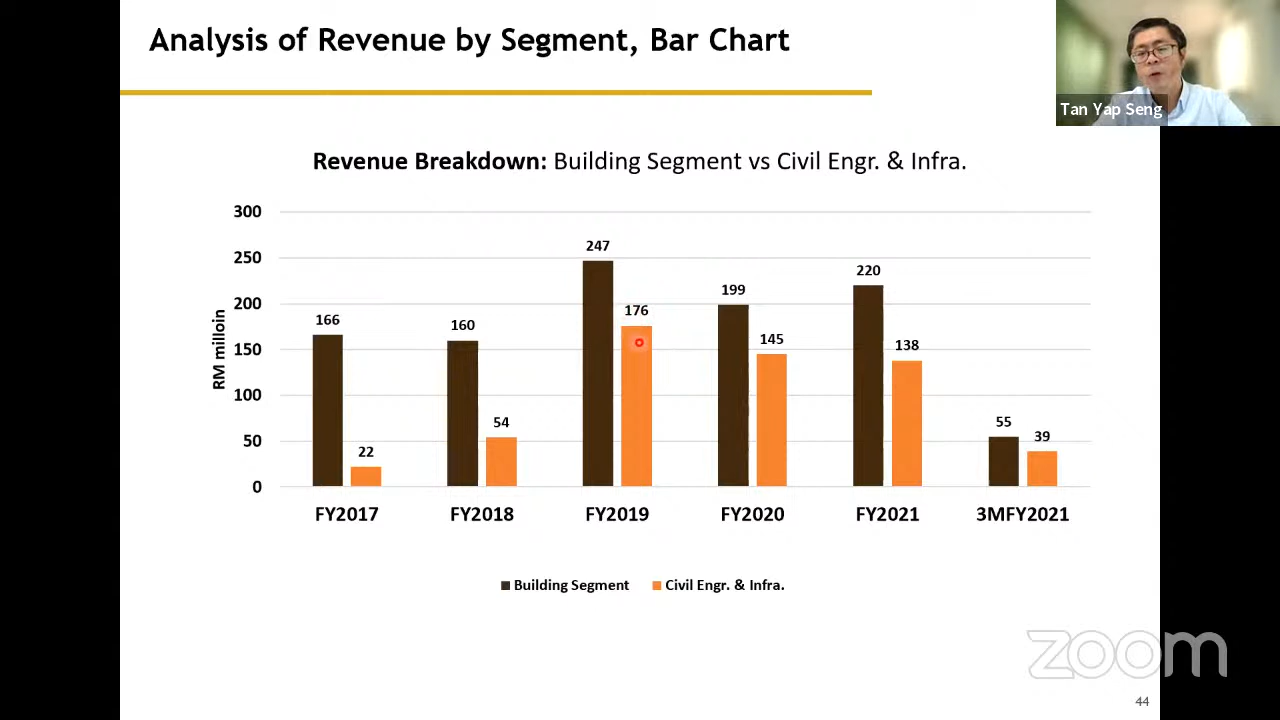 Analysis of Revenue by Segment, Bar Chart
Tan Yap Seng
Revenue Breakdown: Building Segment vs Civil Engr. & Infra.
300
250
200
150
100
50
0
RM milloin
166
22
160
54
247
176
199
145
220
138
55
39
FY2017
FY2018
FY2019
FY2020
FY2021
3MFY2021
Building Segment
Civil Engr. & Infra.
zoom
44